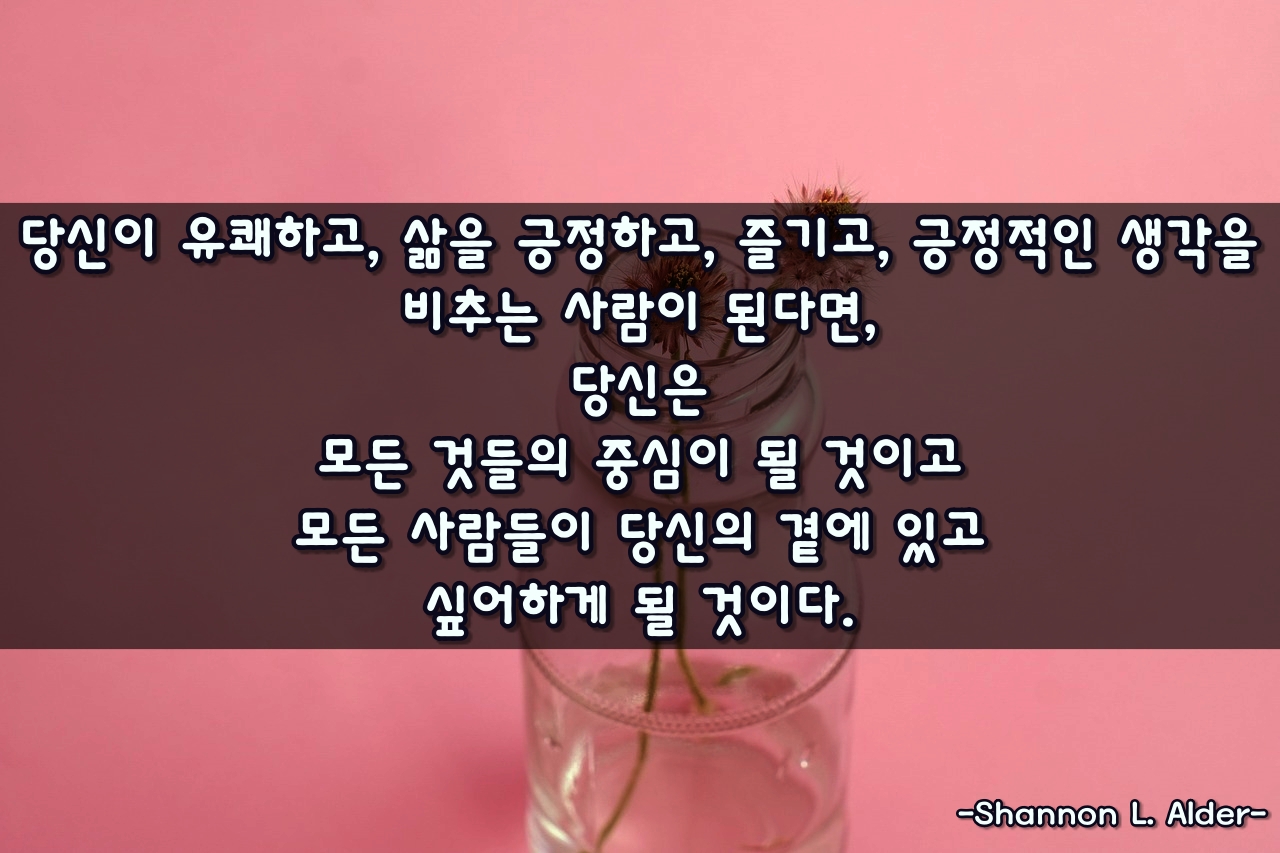 당신이 유쾌하고, 삶을 긍정하고, 즐기고, 긍정적인 생각을
비추는 사람이 된다면,
당신은
모든 것들의 중심이 될 것이고
모든 사람들이 당신의 곁에 있고
싶어하게 될 것이다.
-Shannon L. Alder-